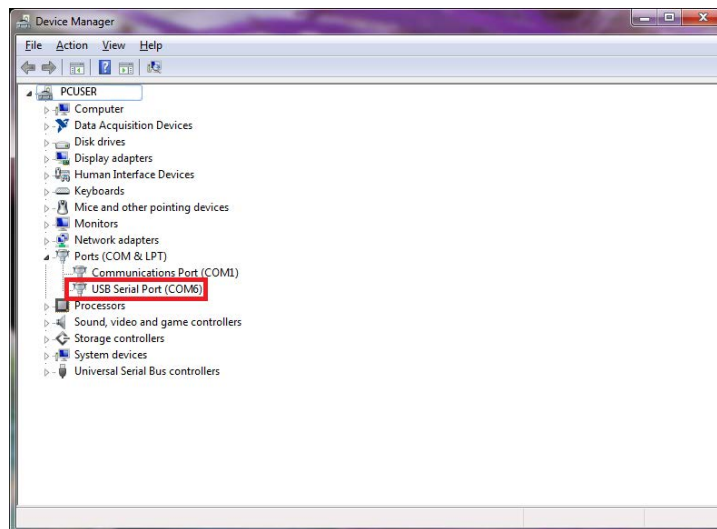 Device Manager
File Action View Help
PCUSER
Computer
Data Acquisition Devices
Disk drives
Display adapters
Human Interface Devices
Keyboards
Mice and other pointing devices
Monitors
Network adapters
Ports (COM & LPT)
Communications Port (COM1)
USB Serial Port (COM6)
Processors
Sound, video and game controllers
Storage controllers
System devices
Universal Serial Bus controllers